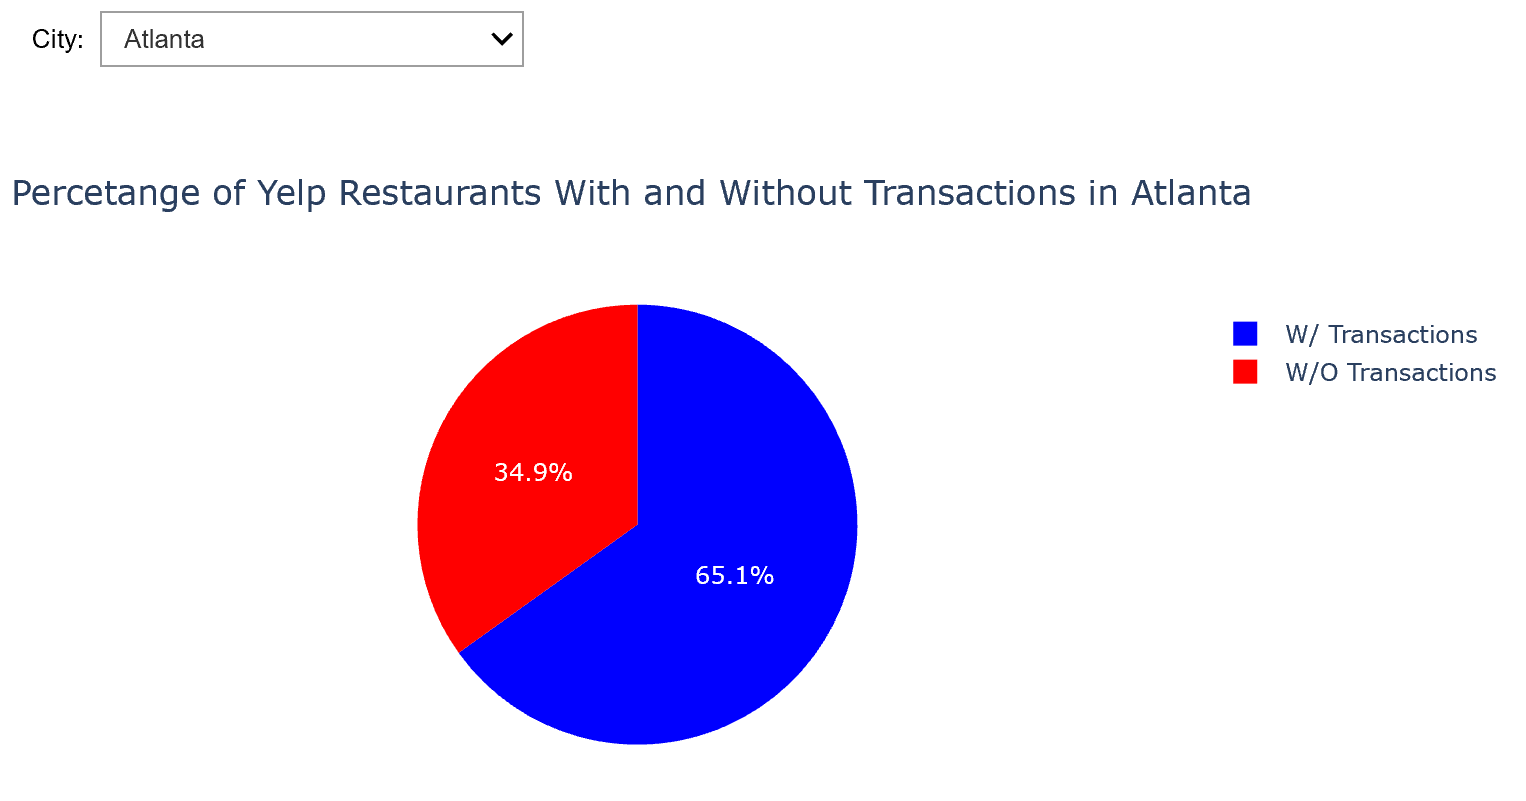 City: Atlanta
Percetange of Yelp Restaurants With and Without Transactions in Atlanta
W/ Transactions
W/O Transactions
34.9%
65.1%